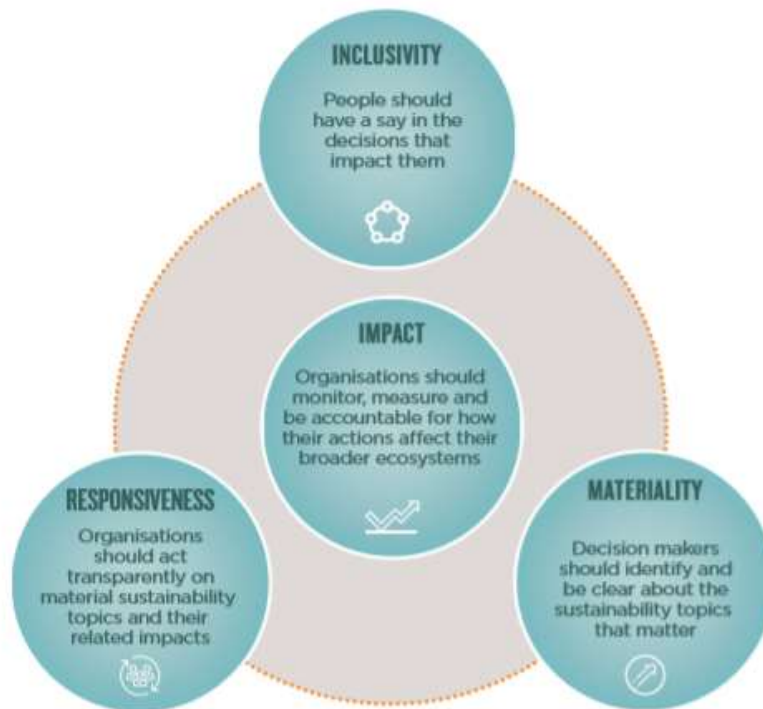 INCLUSIVITY
People should
have a say in the
decisions that
impact them
IMPACT
Organisations should
monitor, measure and
be accountable for how
their actions affect their
broader ecosystems
RESPONSIVENESS
Organisations
should act
transparently on
material sustainability
topics and their
related impacts
MATERIALITY
Decision makers
should identify and
be clear about the
sustainability topics
that matter